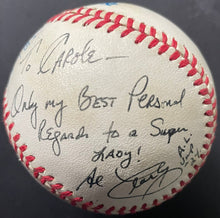 To Carole -
Only my Best Personal
Regards to a Super
Lady!